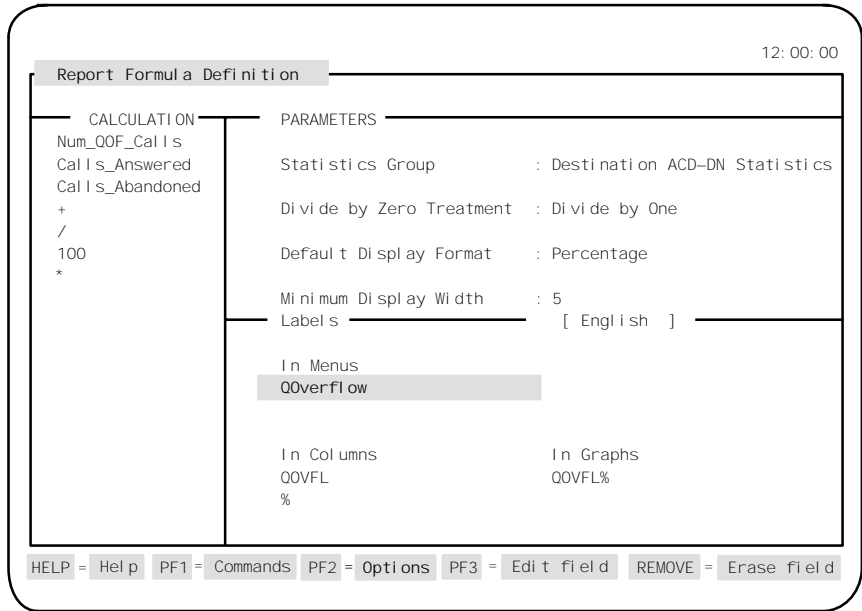 12:00:00
Report Formula Definition
CALCULATION
Num_QOF_Calls
Calls_Answered
Calls_Abandoned
+
/
100
*
PARAMETERS
Statistics Group : Destination ACD–DN Statistics
Divide by Zero Treatment : Divide by One
Default Display Format : Percentage
Minimum Display Width : 5
Labels [ English ]
In Menus
QOverflow
In Columns In Graphs
QOVFL QOVFL%
%
HELP = Help PF1 = Commands PF2 = Options PF3 = Edit field REMOVE = Erase field